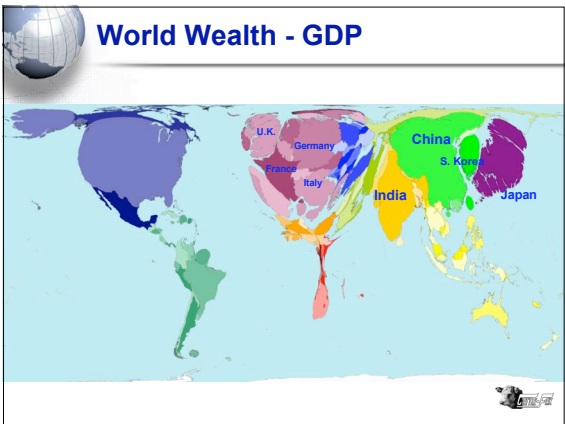 World Wealth - GDP
U.K.
Germany
France
Italy
China
S. Korea
India
Japan